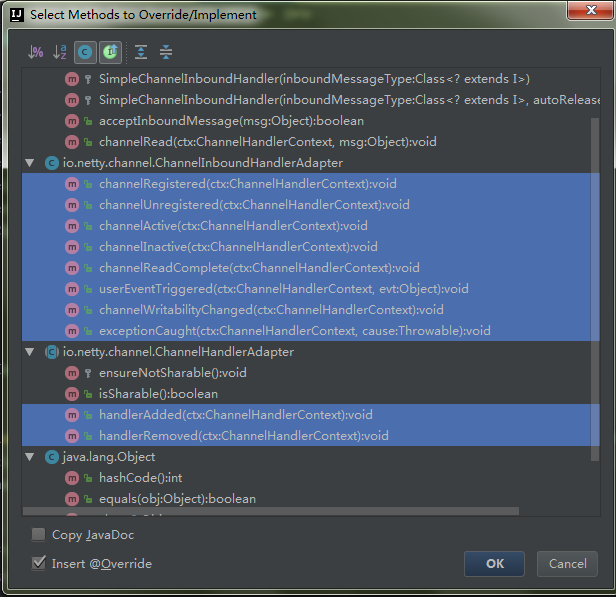 Select Methods to Override/Implement
SimpleChannelInboundHandler(inboundMessageType:Class<? extends I>)
SimpleChannelInboundHandler(inboundMessageType:Class<? extends I>, autoRelease
acceptInboundMessage(msg:Object):boolean
channelRead(ctx:ChannelHandlerContext, msg:Object):void
io.netty.channel.ChannelInboundHandlerAdapter
channelRegistered(ctx:ChannelHandlerContext):void
channelUnregistered(ctx:ChannelHandlerContext):void
channelActive(ctx:ChannelHandlerContext):void
channelInactive(ctx:ChannelHandlerContext):void
channelReadComplete(ctx:ChannelHandlerContext):void
userEventTriggered(ctx:ChannelHandlerContext, evt:Object):void
channelWritabilityChanged(ctx:ChannelHandlerContext):void
exceptionCaught(ctx:ChannelHandlerContext, cause:Throwable):void
io.netty.channel.ChannelHandlerAdapter
ensureNotSharable():void
isSharable():boolean
handlerAdded(ctx:ChannelHandlerContext):void
handlerRemoved(ctx:ChannelHandlerContext):void
java.lang.Object
hashCode():int
equals(obj:Object):boolean
Copy JavaDoc
Insert @Override
OK
Cancel